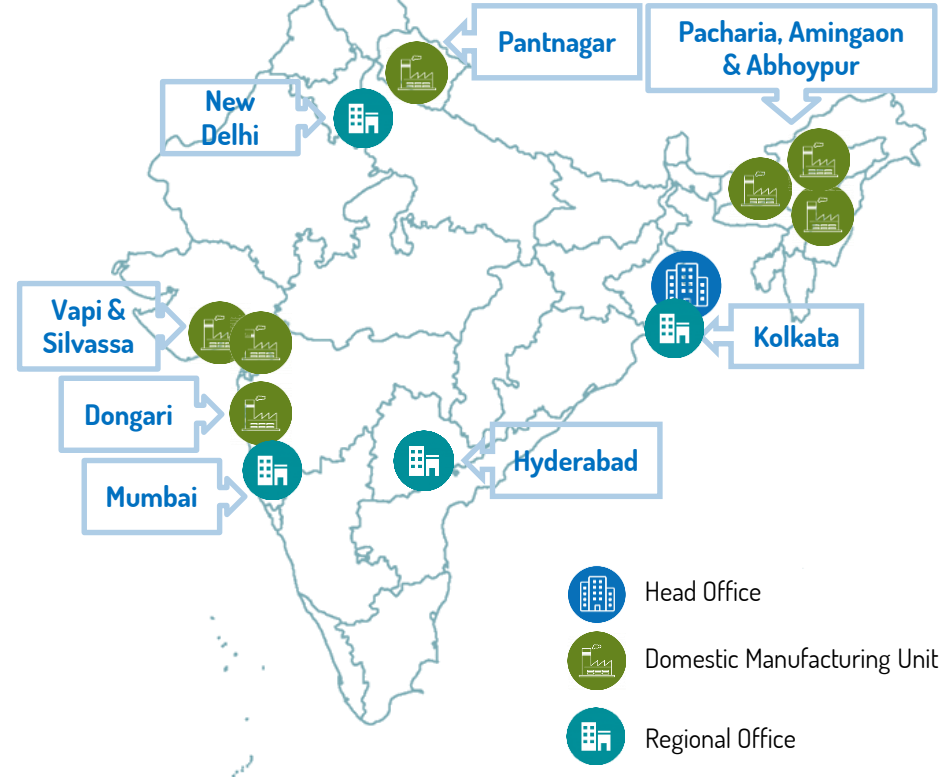 Pantnagar
Pacharia, Amingaon
& Abhoypur
New
Delhi
Vapi &
Silvassa
Kolkata
Dongari
Hyderabad
Mumbai
Head Office
Domestic Manufacturing Unit
Regional Office